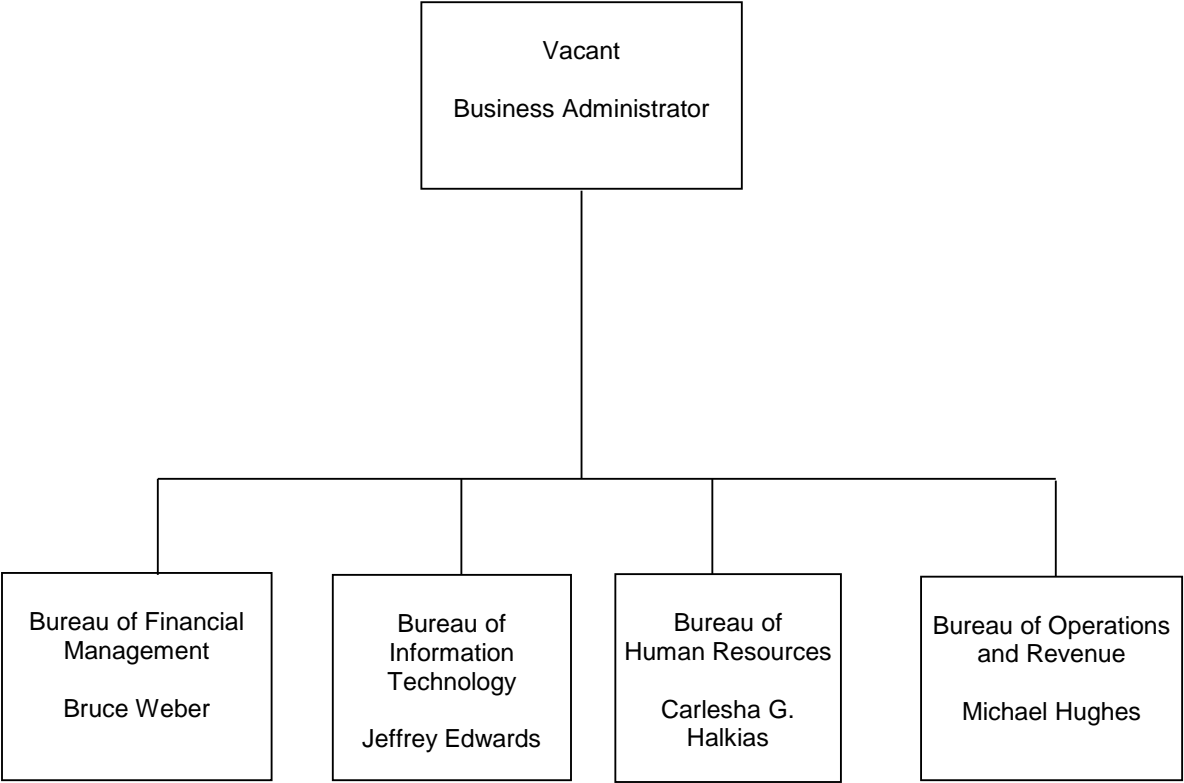 Vacant
Business Administrator
Bureau of Financial
Management
Bruce Weber
Bureau of
Information
Technology
Jeffrey Edwards
Bureau of
Human Resources
Carlesha G.
Halkias
Bureau of Operations
and Revenue
Michael Hughes